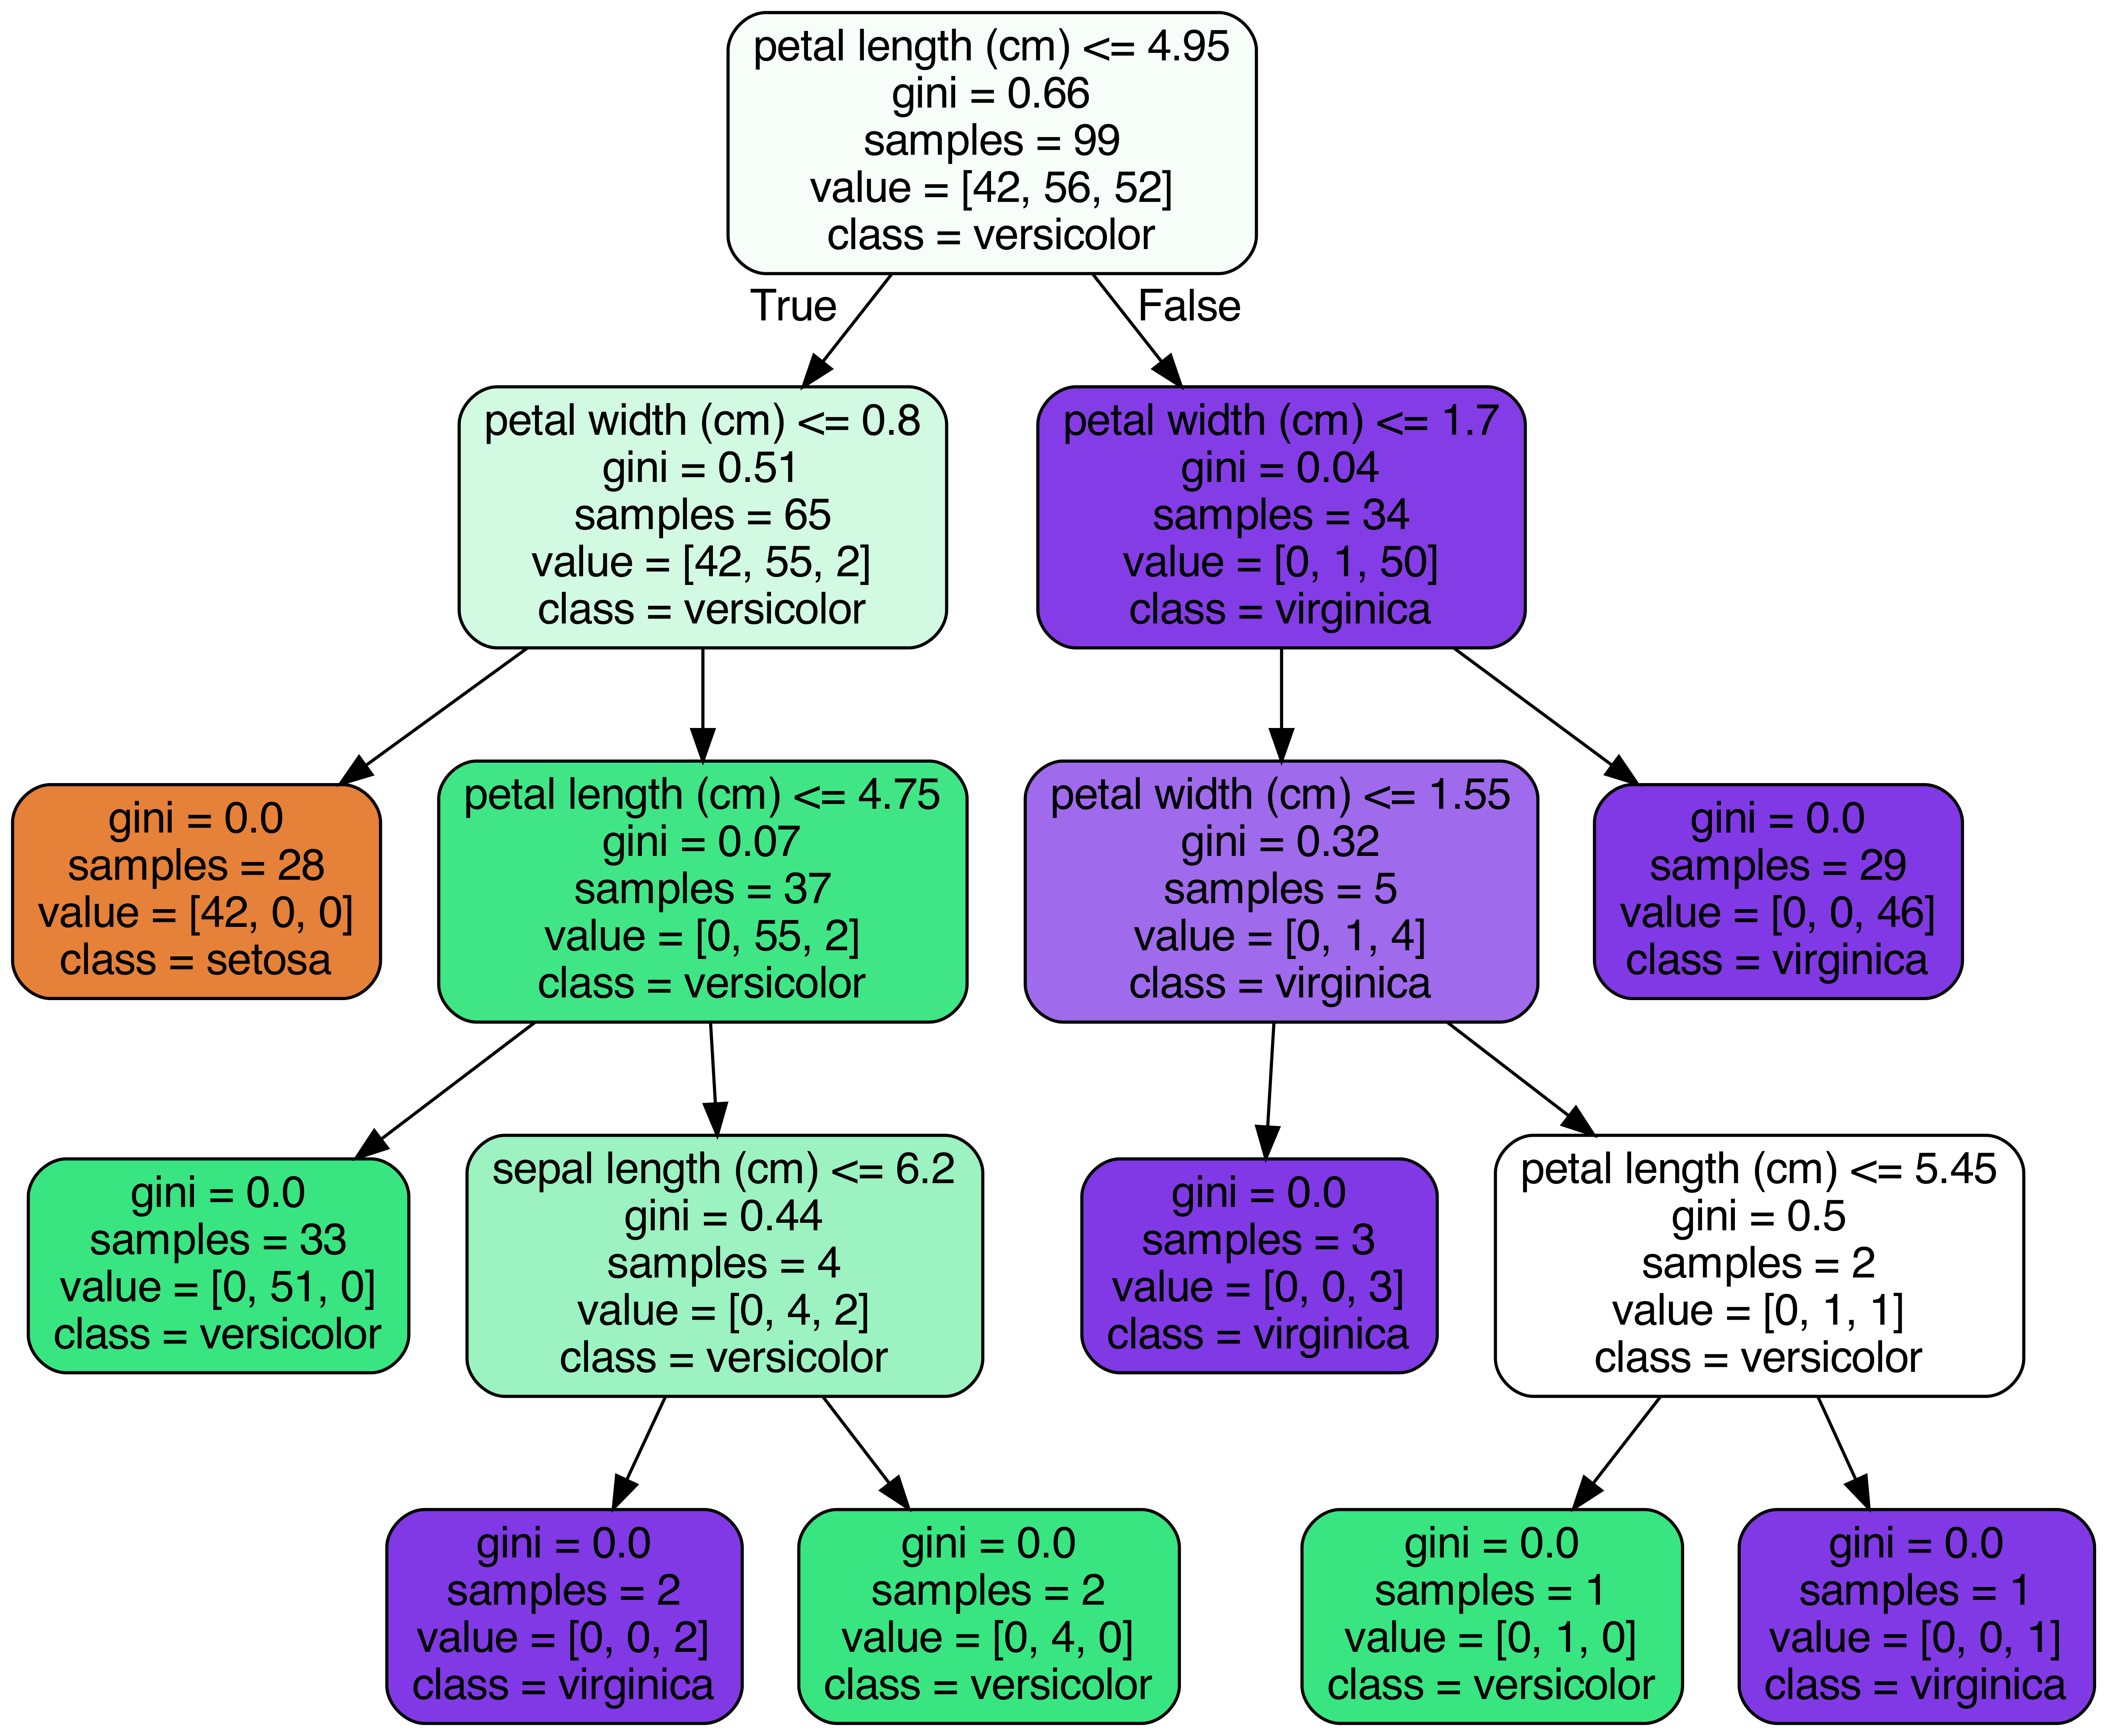 petal length (cm) <= 4.95
gini = 0.66
samples = 99
value = [42, 56, 52]
class = versicolor
True
False
petal width (cm) <= 0.8
gini = 0.51
samples = 65
value = [42, 55, 2]
class = versicolor
petal width (cm) <= 1.7
gini = 0.04
samples = 34
value = [0, 1, 50]
class = virginica
gini = 0.0
samples = 28
value = [42, 0, 0]
class = setosa
petal length (cm) <= 4.75
gini = 0.07
samples = 37
value = [0, 55, 2]
class = versicolor
petal width (cm) <= 1.55
gini = 0.32
samples = 5
value = [0, 1, 4]
class = virginica
gini = 0.0
samples = 29
value = [0, 0, 46]
class = virginica
gini = 0.0
samples = 33
value = [0, 51, 0]
class = versicolor
sepal length (cm) <= 6.2
gini = 0.44
samples = 4
value = [0, 4, 2]
class = versicolor
gini = 0.0
samples = 3
value = [0, 0, 3]
class = virginica
petal length (cm) <= 5.45
gini = 0.5
samples = 2
value = [0, 1, 1]
class = versicolor
gini = 0.0
samples = 2
value = [0, 0, 2]
class = virginica
gini = 0.0
samples = 2
value = [0, 4, 0]
class = versicolor
gini = 0.0
samples = 1
value = [0, 1, 0]
class = versicolor
gini = 0.0
samples = 1
value = [0, 0, 1]
class = virginica